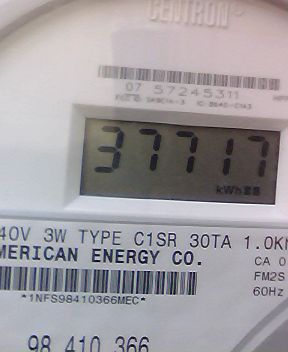 CENTRON®
07 57245311
37717
kWh
40V 3W TYPE C1SR 30TA 1.0
MERICAN ENERGY CO.
CA 0
FM2S
60Hz
*1NFS98410366MEC*
98 410 366